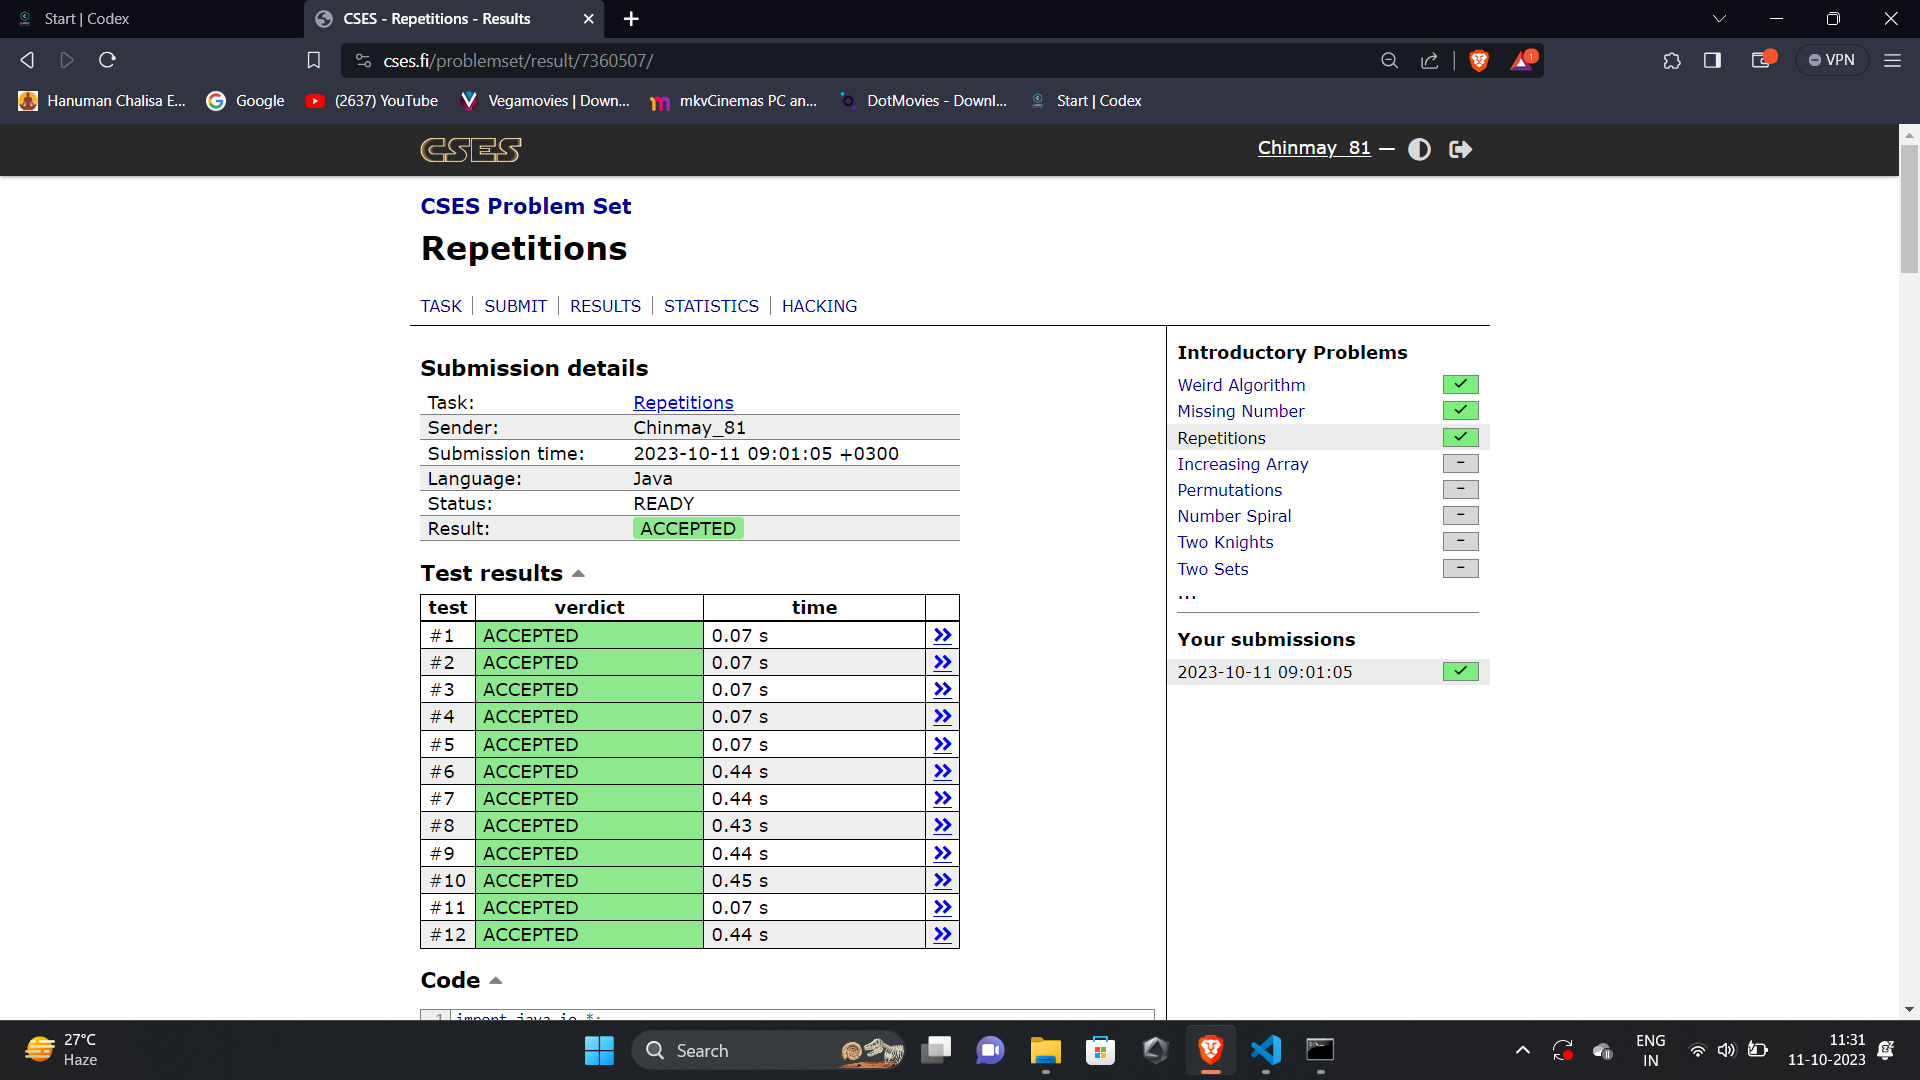 Start | Codex
CSES - Repetitions - Results
cses.fi/problemset/result/7360507/
1
VPN
Hanuman Chalisa E...
Google
(2637) YouTube
Vegamovies | Down...
mkvCinemas PC an...
DotMovies - Downl...
Start | Codex
CSES
Chinmay_81 —
CSES Problem Set
Repetitions
TASK
SUBMIT
RESULTS
STATISTICS
HACKING
Submission details
Task: Repetitions
Sender: Chinmay_81
Submission time: 2023-10-11 09:01:05 +0300
Language: Java
Status: READY
Result: ACCEPTED
Test results
test verdict time
#1 ACCEPTED 0.07 s
#2 ACCEPTED 0.07 s
#3 ACCEPTED 0.07 s
#4 ACCEPTED 0.07 s
#5 ACCEPTED 0.07 s
#6 ACCEPTED 0.44 s
#7 ACCEPTED 0.44 s
#8 ACCEPTED 0.43 s
#9 ACCEPTED 0.44 s
#10 ACCEPTED 0.45 s
#11 ACCEPTED 0.07 s
#12 ACCEPTED 0.44 s
Code
1 import java.io.*;
Introductory Problems
Weird Algorithm
Missing Number
Repetitions
Increasing Array –
Permutations –
Number Spiral –
Two Knights –
Two Sets –
...
Your submissions
2023-10-11 09:01:05
27°C
Haze
Search
ENG
IN
11:31
11-10-2023